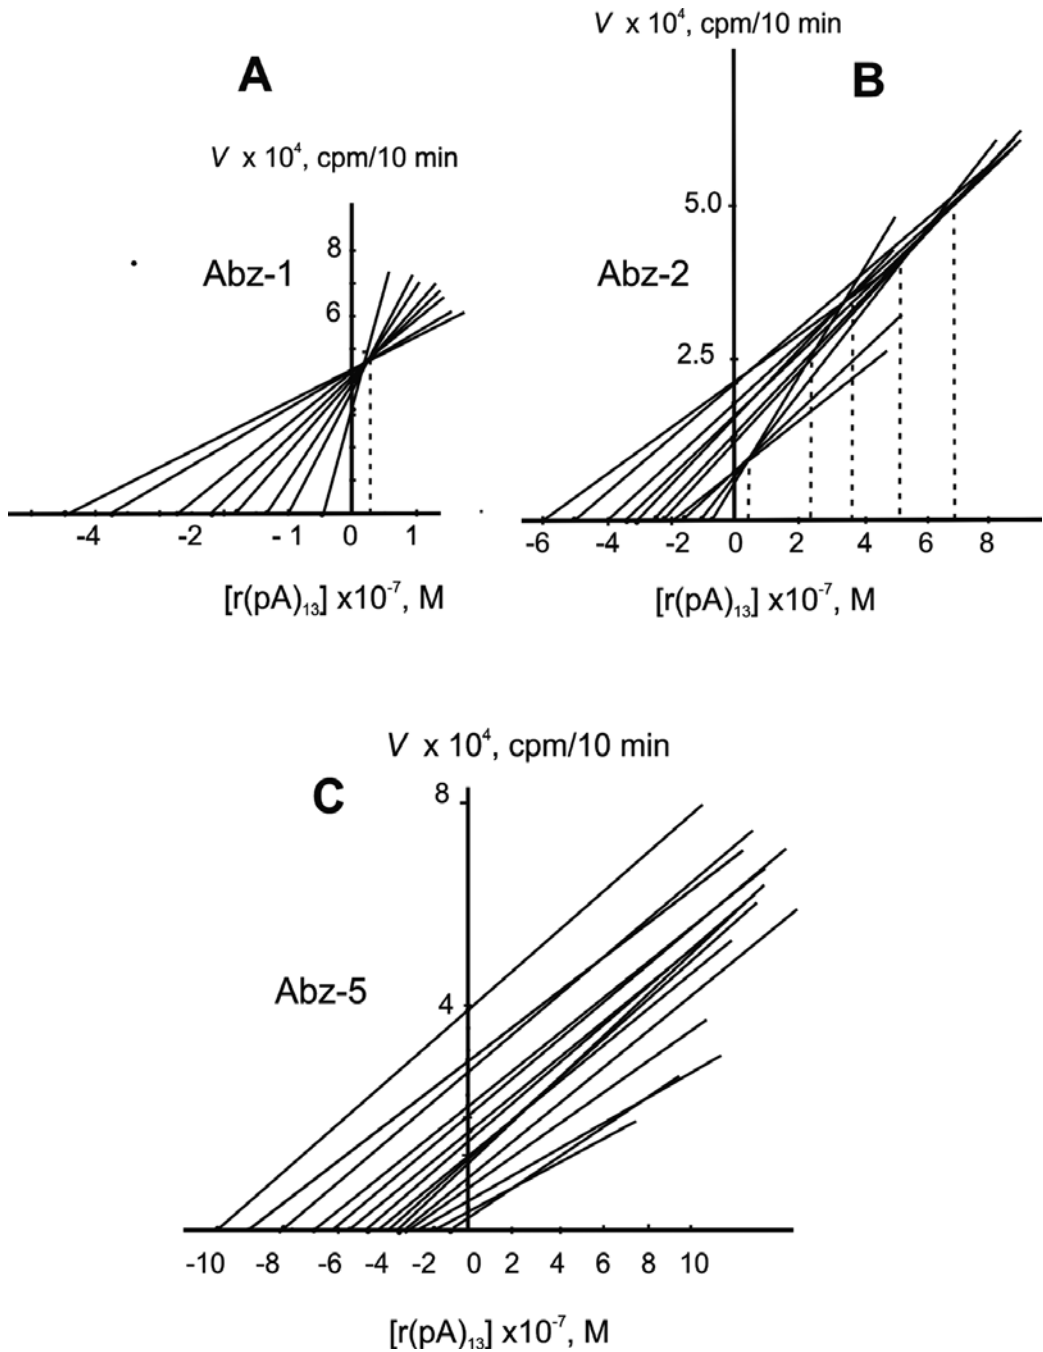 A
V x 10⁴, cpm/10 min
8
6
Abz-1
-4
-2
-1
0
1
[r(pA)₁₃] x10⁻⁷, M
V x 10⁴, cpm/10 min
B
5.0
Abz-2
2.5
-6
-4
-2
0
2
4
6
8
[r(pA)₁₃] x10⁻⁷, M
V x 10⁴, cpm/10 min
C
8
Abz-5
4
-10
-8
-6
-4
-2
0
2
4
6
8
10
[r(pA)₁₃] x10⁻⁷, M